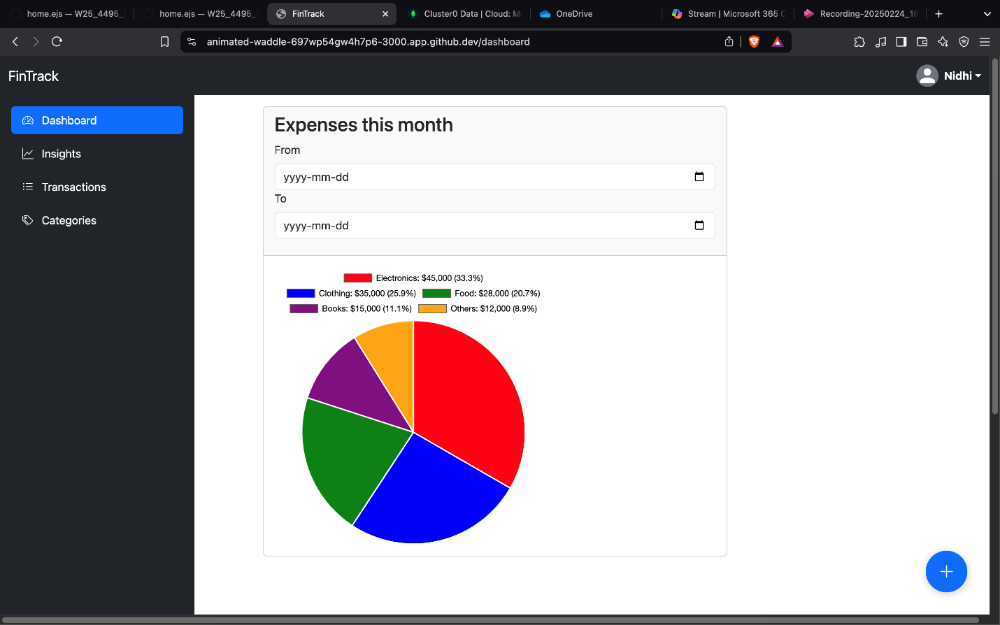 home.ejs — W25_4495_
home.ejs — W25_4495_
FinTrack
Cluster0 Data | Cloud: M
OneDrive
Stream | Microsoft 365 C
Recording-20250224_18
animated-waddle-697wp54gw4h7p6-3000.app.github.dev/dashboard
FinTrack
Nidhi
Dashboard
Insights
Transactions
Categories
Expenses this month
From
yyyy-mm-dd
To
yyyy-mm-dd
Electronics: $45,000 (33.3%)
Clothing: $35,000 (25.9%) Food: $28,000 (20.7%)
Books: $15,000 (11.1%) Others: $12,000 (8.9%)